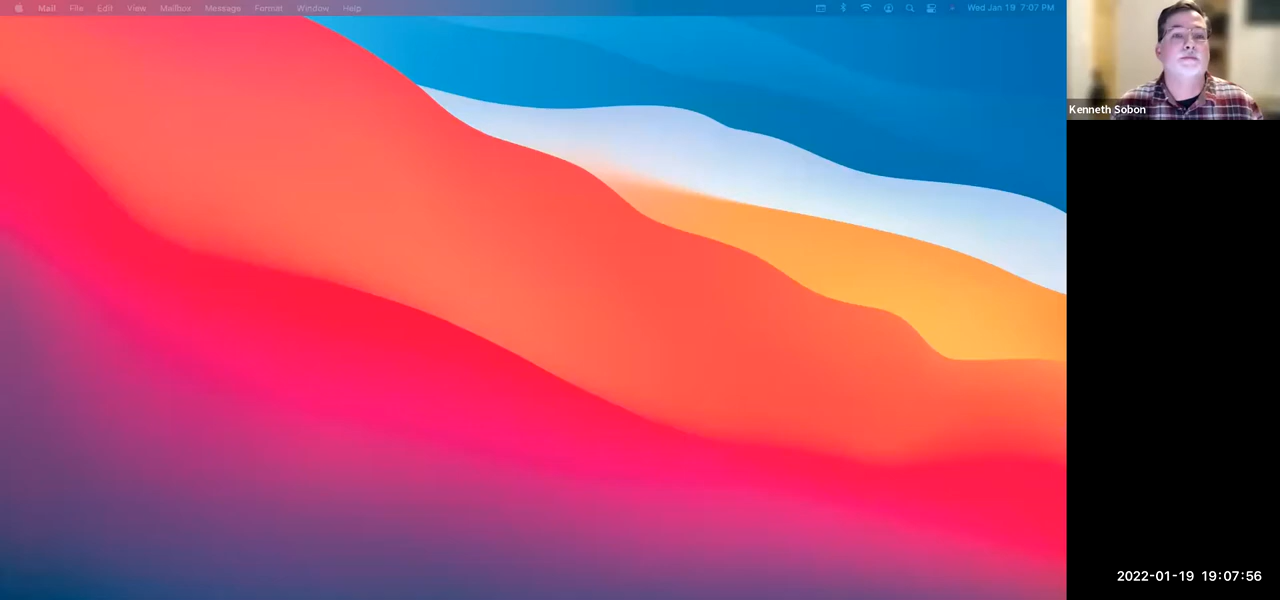 Mail File Edit View Mailbox Message Format Window Help Wed Jan 19 7:07 PM
Kenneth Sobon
2022-01-19 19:07:56